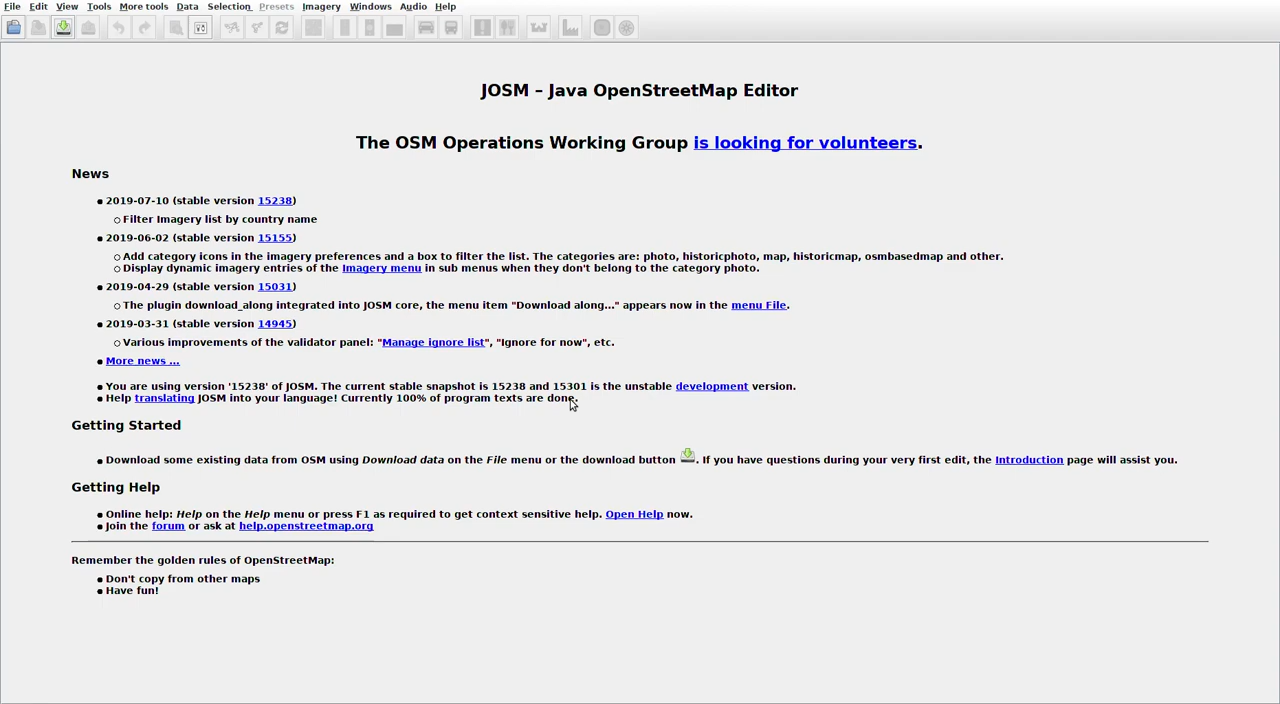 File Edit View Tools More tools Data Selection Presets Imagery Windows Audio Help
JOSM – Java OpenStreetMap Editor
The OSM Operations Working Group is looking for volunteers.
News
2019-07-10 (stable version 15238)
Filter Imagery list by country name
2019-06-02 (stable version 15155)
Add category icons in the imagery preferences and a box to filter the list. The categories are: photo, historicphoto, map, historicmap, osmbasedmap and other.
Display dynamic imagery entries of the Imagery menu in sub menus when they don't belong to the category photo.
2019-04-29 (stable version 15031)
The plugin download_along integrated into JOSM core, the menu item "Download along..." appears now in the menu File.
2019-03-31 (stable version 14945)
Various improvements of the validator panel: "Manage ignore list", "Ignore for now", etc.
More news ...
You are using version '15238' of JOSM. The current stable snapshot is 15238 and 15301 is the unstable development version.
Help translating JOSM into your language! Currently 100% of program texts are done.
Getting Started
Download some existing data from OSM using Download data on the File menu or the download button . If you have questions during your very first edit, the Introduction page will assist you.
Getting Help
Online help: Help on the Help menu or press F1 as required to get context sensitive help. Open Help now.
Join the forum or ask at help.openstreetmap.org
Remember the golden rules of OpenStreetMap:
Don't copy from other maps
Have fun!